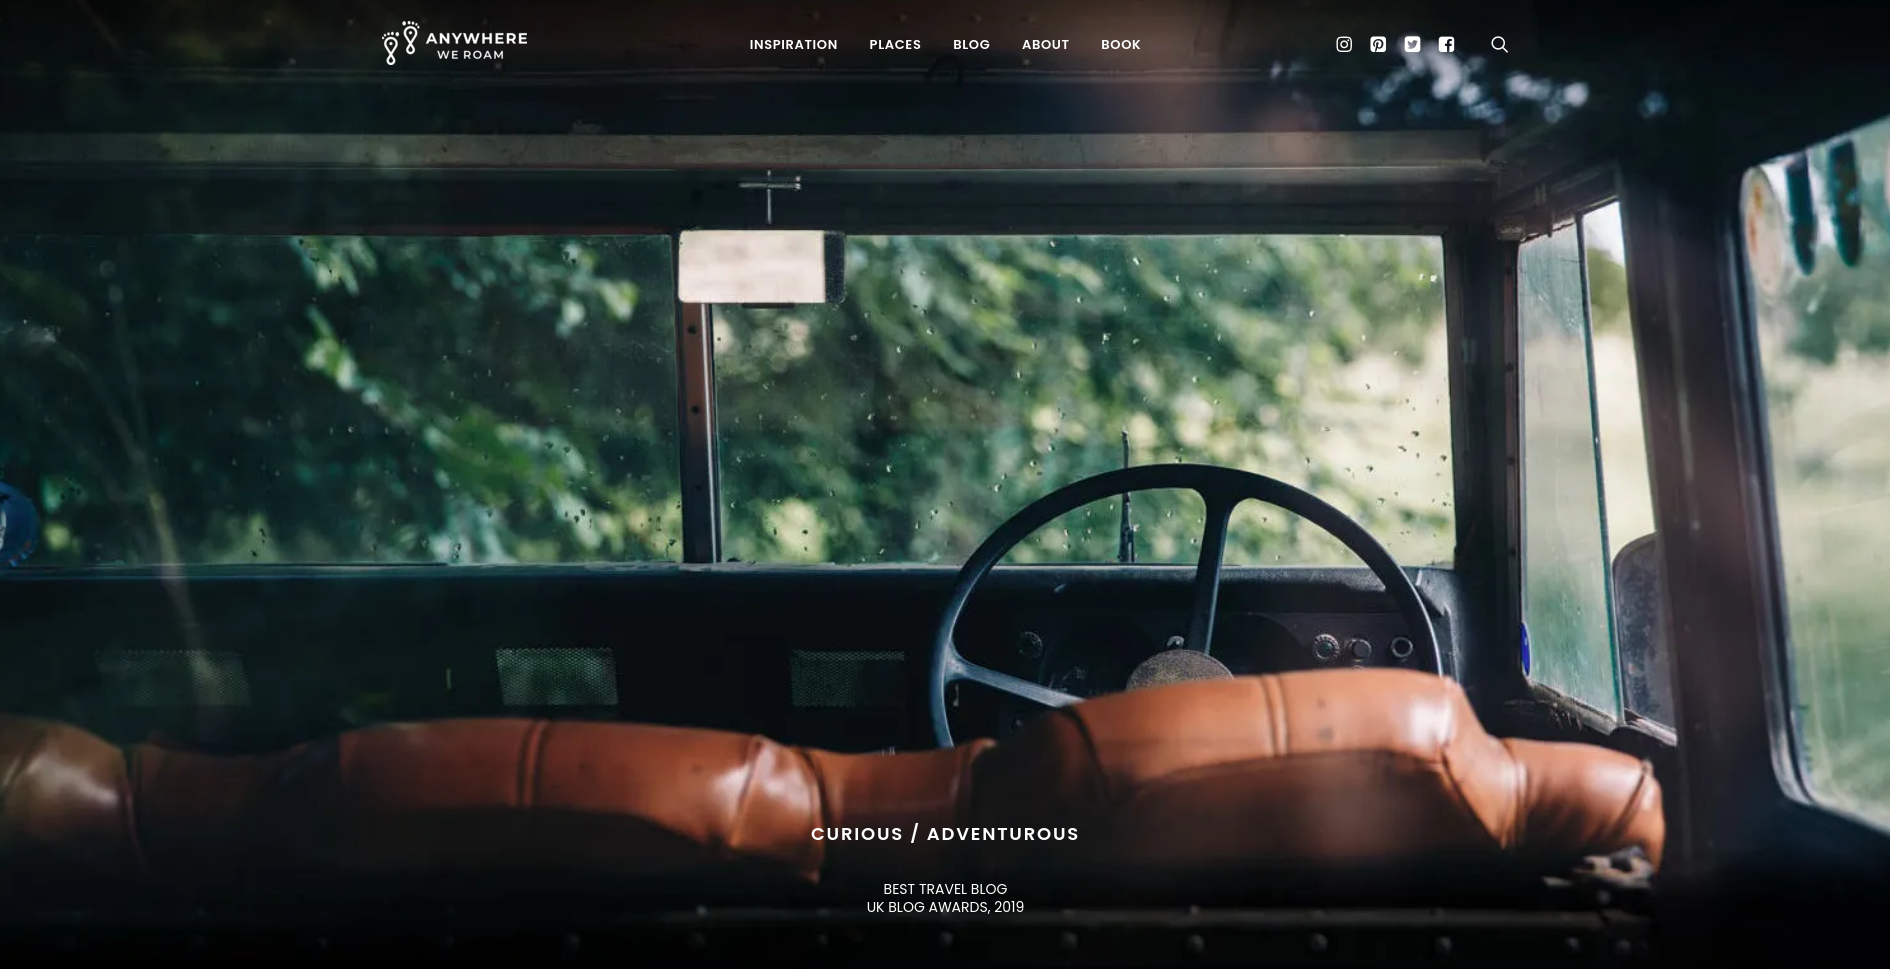 ANYWHERE
WE ROAM
INSPIRATION PLACES BLOG ABOUT BOOK
CURIOUS / ADVENTUROUS
BEST TRAVEL BLOG
UK BLOG AWARDS, 2019